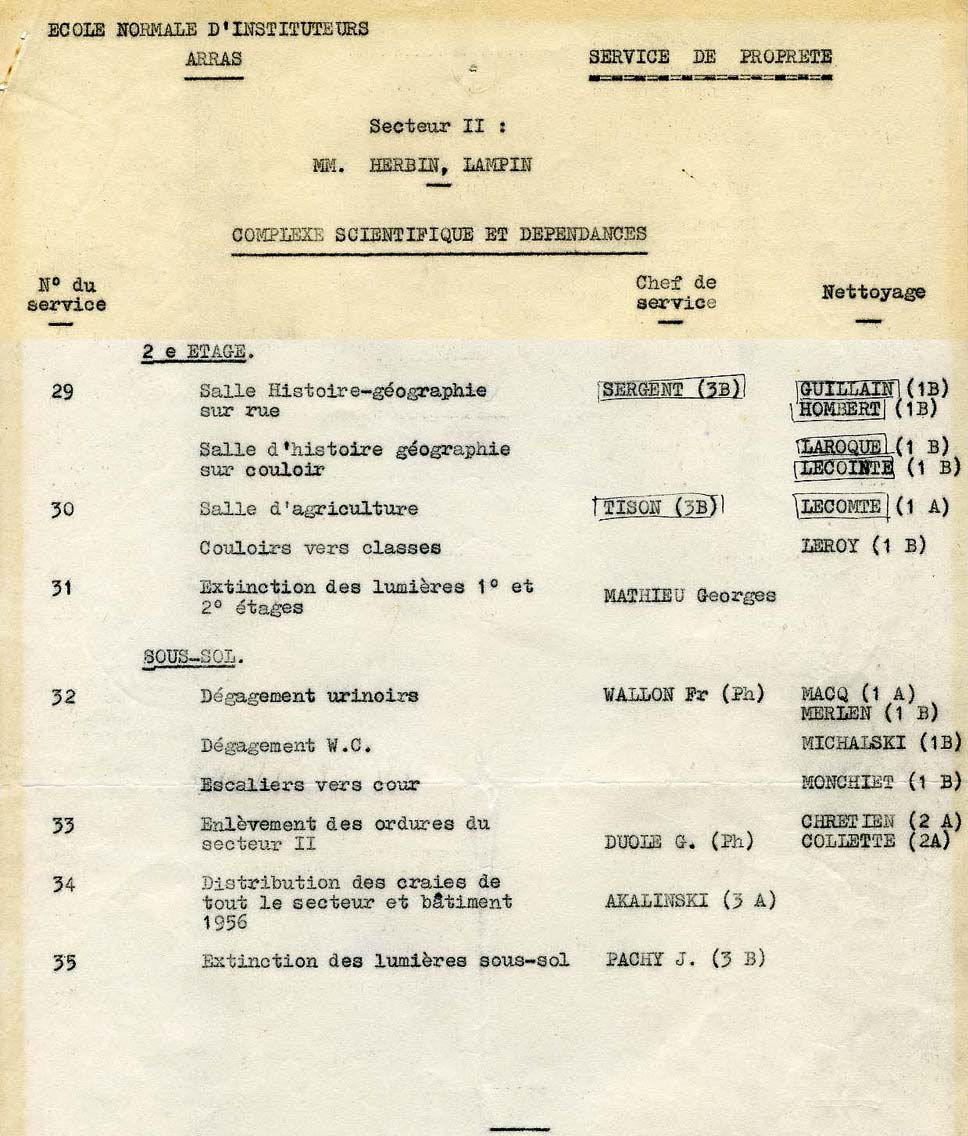 ECOLE NORMALE D'INSTITUTEURS
ARRAS
SERVICE DE PROPRETE
Secteur II :
MM. HERBIN, LAMPIN
COMPLEXE SCIENTIFIQUE ET DEPENDANCES
N° du service
Chef de service
Nettoyage
2 e ETAGE.
29 Salle Histoire-géographie SERGENT (3B) GUILLAIN (1B)
sur rue HOMBERT (1B)
Salle d'histoire géographie LAROQUE (1 B)
sur couloir LECOINTE (1 B)
30 Salle d'agriculture TISON (3B) LECOMTE (1 A)
Couloirs vers classes LEROY (1 B)
31 Extinction des lumières 1° et
2° étages MATHIEU Georges
SOUS-SOL.
32 Dégagement urinoirs WALLON Fr (Ph) MACQ (1 A)
MERLEN (1 B)
Dégagement W.C. MICHALSKI (1B)
Escaliers vers cour MONCHIET (1 B)
33 Enlèvement des ordures du CHRETIEN (2 A)
secteur II DUOLE G. (Ph) COLLETTE (2A)
34 Distribution des craies de
tout le secteur et bâtiment AKALINSKI (3 A)
1956
35 Extinction des lumières sous-sol PACHY J. (3 B)